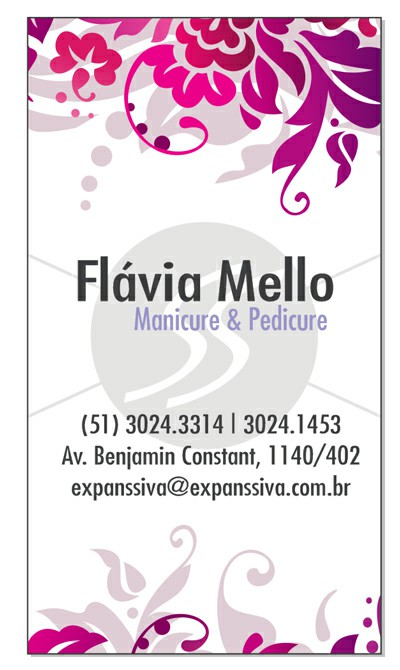 Flávia Mello
Manicure & Pedicure
(51) 3024.3314 | 3024.1453
Av. Benjamin Constant, 1140/402
expanssiva@expanssiva.com.br